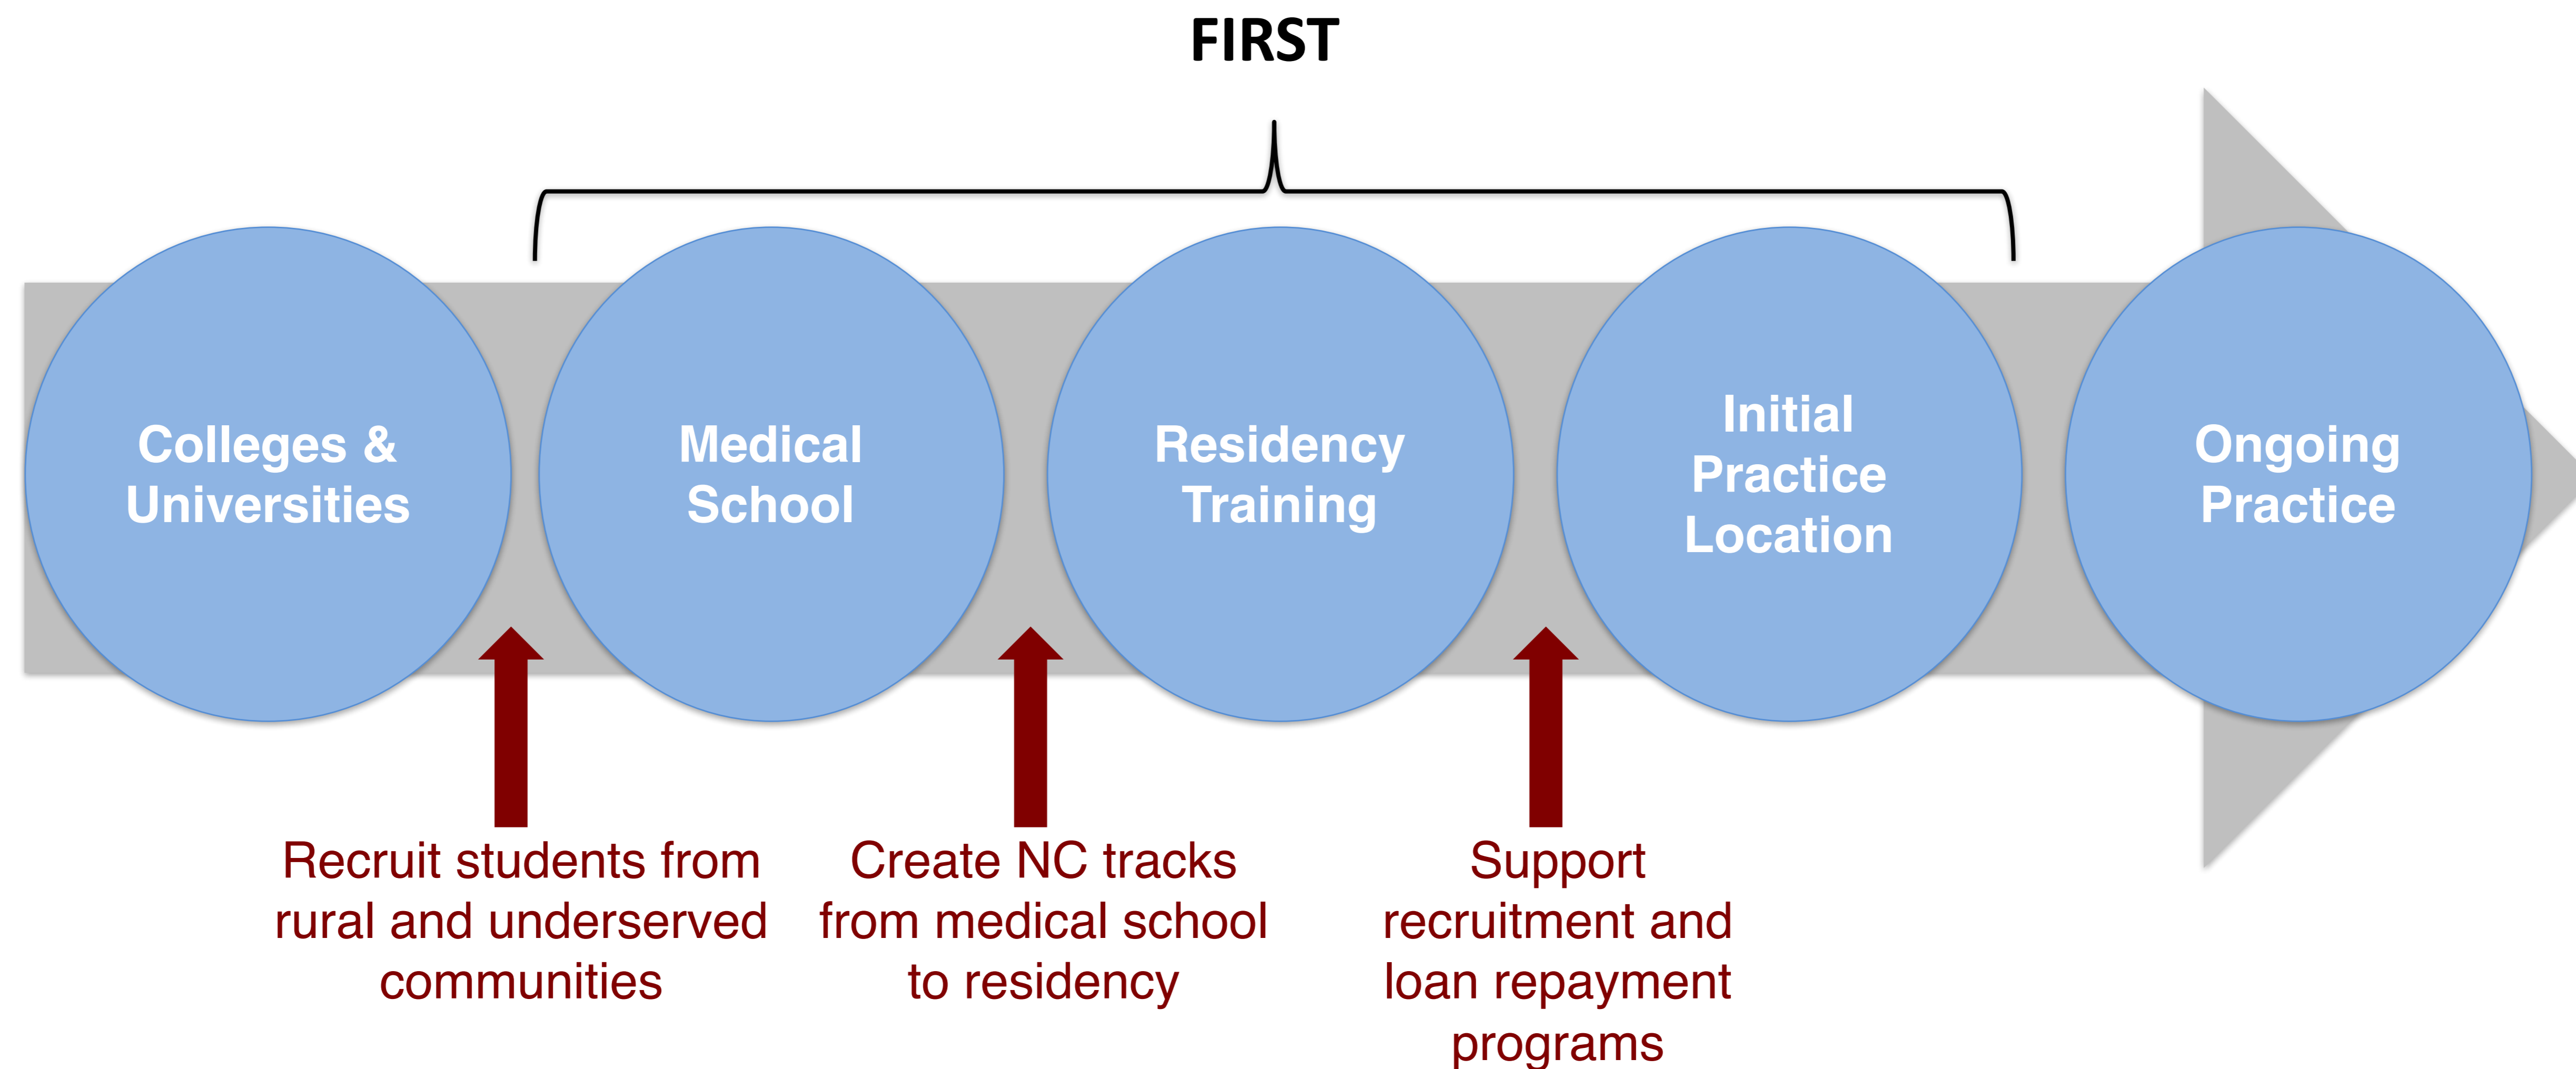 FIRST
Colleges &
Universities
Medical
School
Residency
Training
Initial
Practice
Location
Ongoing
Practice
Recruit students from
rural and underserved
communities
Create NC tracks
from medical school
to residency
Support
recruitment and
loan repayment
programs